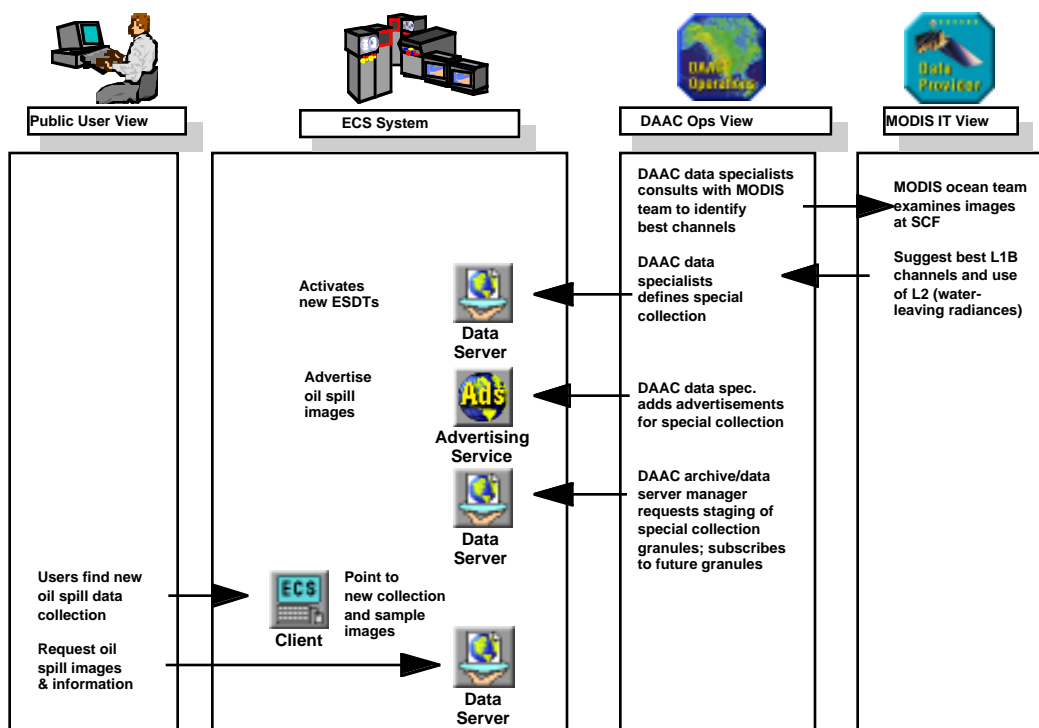 DAAC
Operations
Data
Provider
Public User View
ECS System
DAAC Ops View
MODIS IT View
DAAC data specialists
consults with MODIS
team to identify
best channels
MODIS ocean team
examines images
at SCF
Suggest best L1B
channels and use
of L2 (water-
leaving radiances)
DAAC data
specialists
defines special
collection
Activates
new ESDTs
Data
Server
Advertise
oil spill
images
Ads
Advertising
Service
DAAC data spec.
adds advertisements
for special collection
DAAC archive/data
server manager
requests staging of
special collection
granules; subscribes
to future granules
Data
Server
Users find new
oil spill data
collection
ECS
Client
Point to
new collection
and sample
images
Request oil
spill images
& information
Data
Server